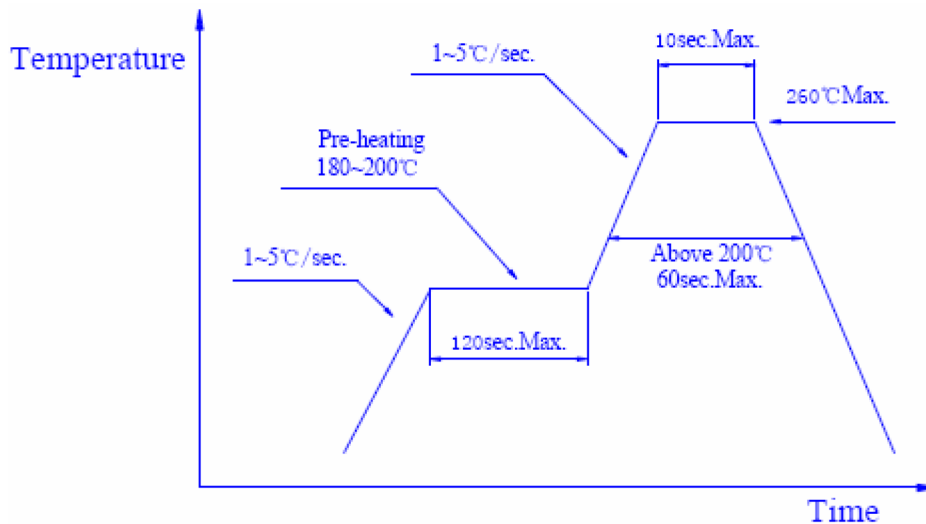 10sec.Max.
1~5℃/sec.
Temperature
260℃Max.
Pre-heating
180~200℃
1~5℃/sec.
Above 200℃
60sec.Max.
120sec.Max.
Time